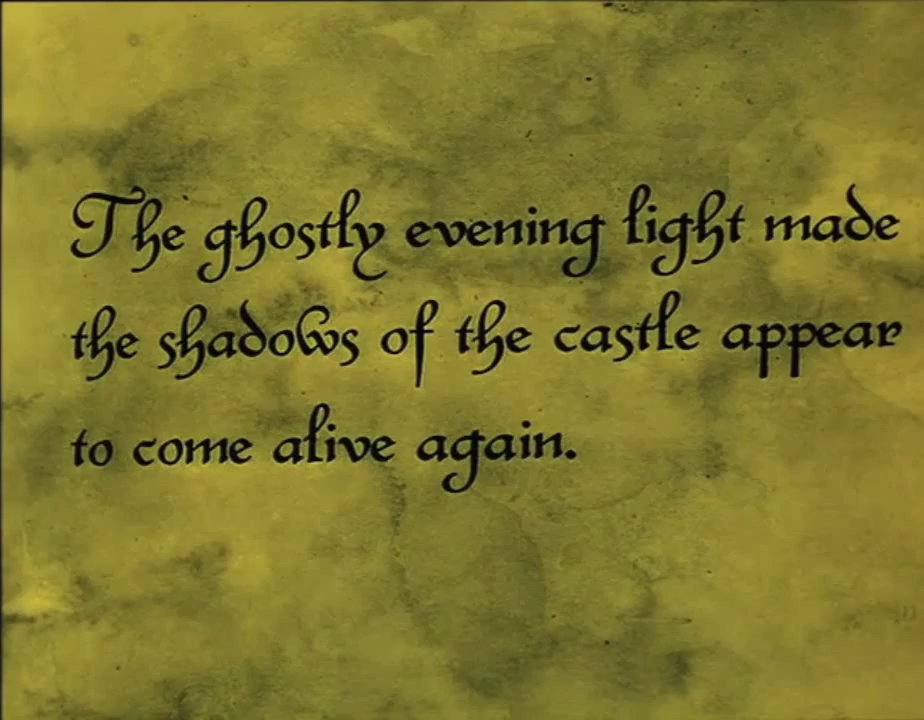 The ghostly evening light made
the shadows of the castle appear
to come alive again.